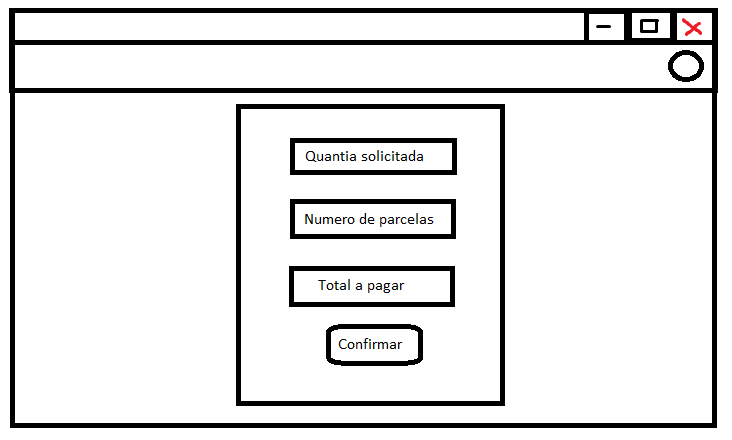 Quantia solicitada
Numero de parcelas
Total a pagar
Confirmar